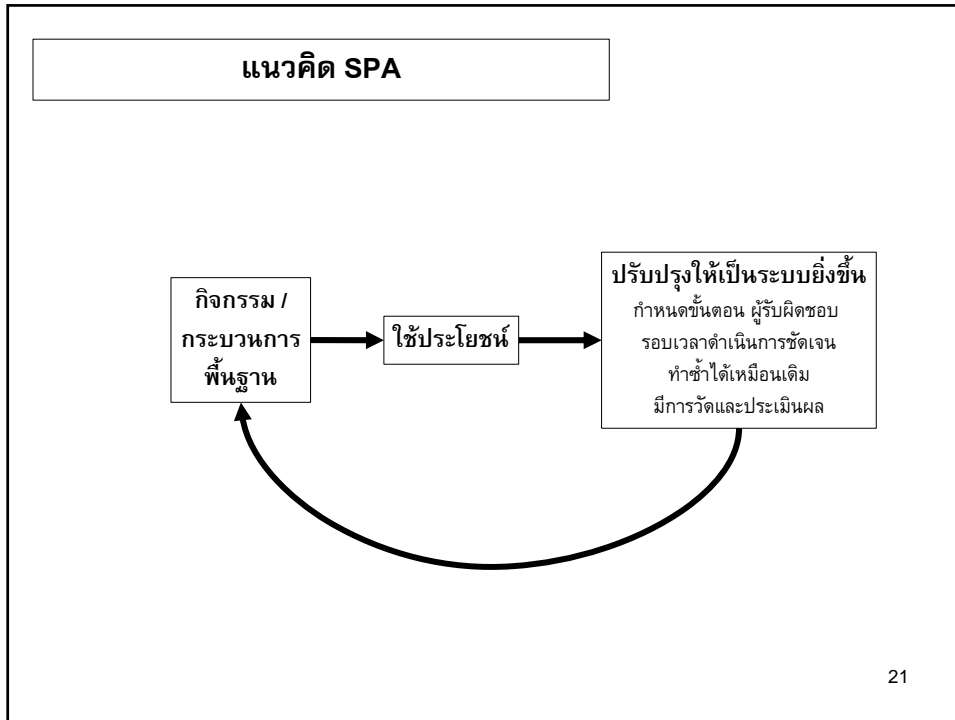 แนวคิด SPA
กิจกรรม /
กระบวนการ
พื้นฐาน
ใช้ประโยชน์
ปรับปรุงให้เป็นระบบยิ่งขึ้น
กำหนดขั้นตอน ผู้รับผิดชอบ
รอบเวลาดำเนินการชัดเจน
ทำซ้ำได้เหมือนเดิม
มีการวัดและประเมินผล
21